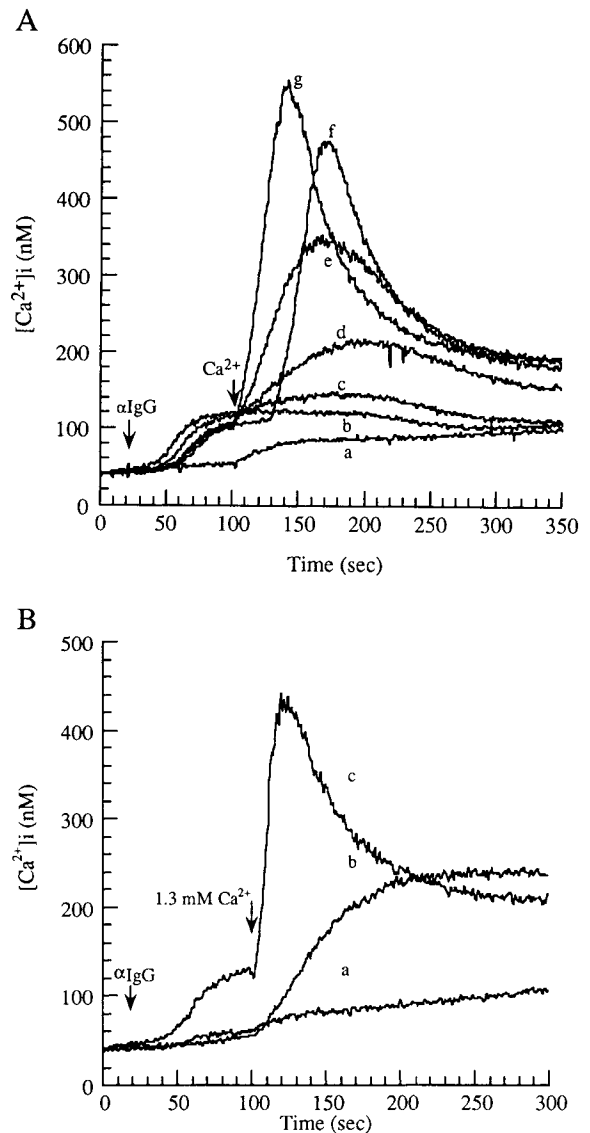 A
[Ca2+]i (nM)
600
500
400
300
200
100
0
g
f
e
d
c
b
a
Ca2+
αIgG
0 50 100 150 200 250 300 350
Time (sec)
B
[Ca2+]i (nM)
500
400
300
200
100
0
c
b
a
1.3 mM Ca2+
αIgG
0 50 100 150 200 250 300
Time (sec)